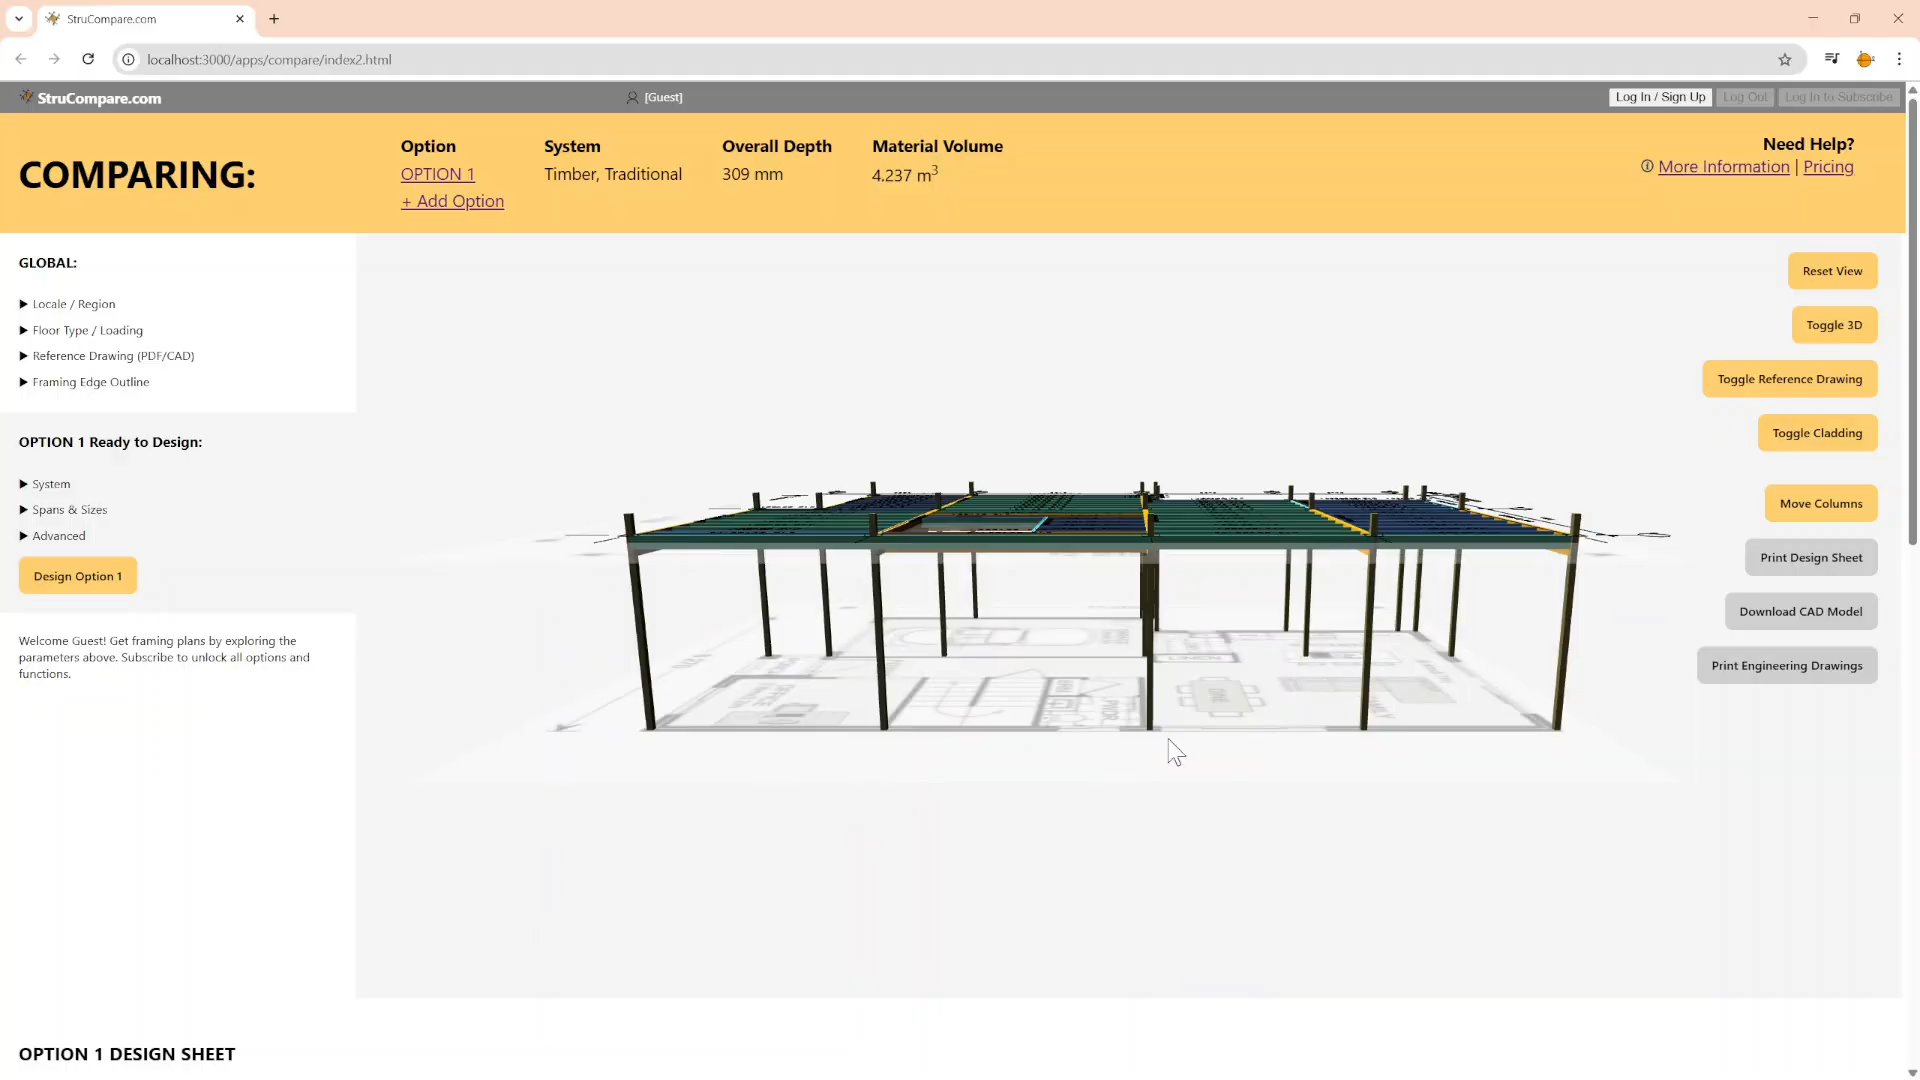 StruCompare.com
localhost:3000/apps/compare/index2.html
StruCompare.com
[Guest]
Log In / Sign Up
Log Out
Log In to Subscribe
COMPARING:
Option
System
Overall Depth
Material Volume
OPTION 1
Timber, Traditional
309 mm
4.237 m³
+ Add Option
Need Help?
More Information | Pricing
GLOBAL:
Locale / Region
Floor Type / Loading
Reference Drawing (PDF/CAD)
Framing Edge Outline
OPTION 1 Ready to Design:
System
Spans & Sizes
Advanced
Design Option 1
Welcome Guest! Get framing plans by exploring the
parameters above. Subscribe to unlock all options and
functions.
Reset View
Toggle 3D
Toggle Reference Drawing
Toggle Cladding
Move Columns
Print Design Sheet
Download CAD Model
Print Engineering Drawings
OPTION 1 DESIGN SHEET